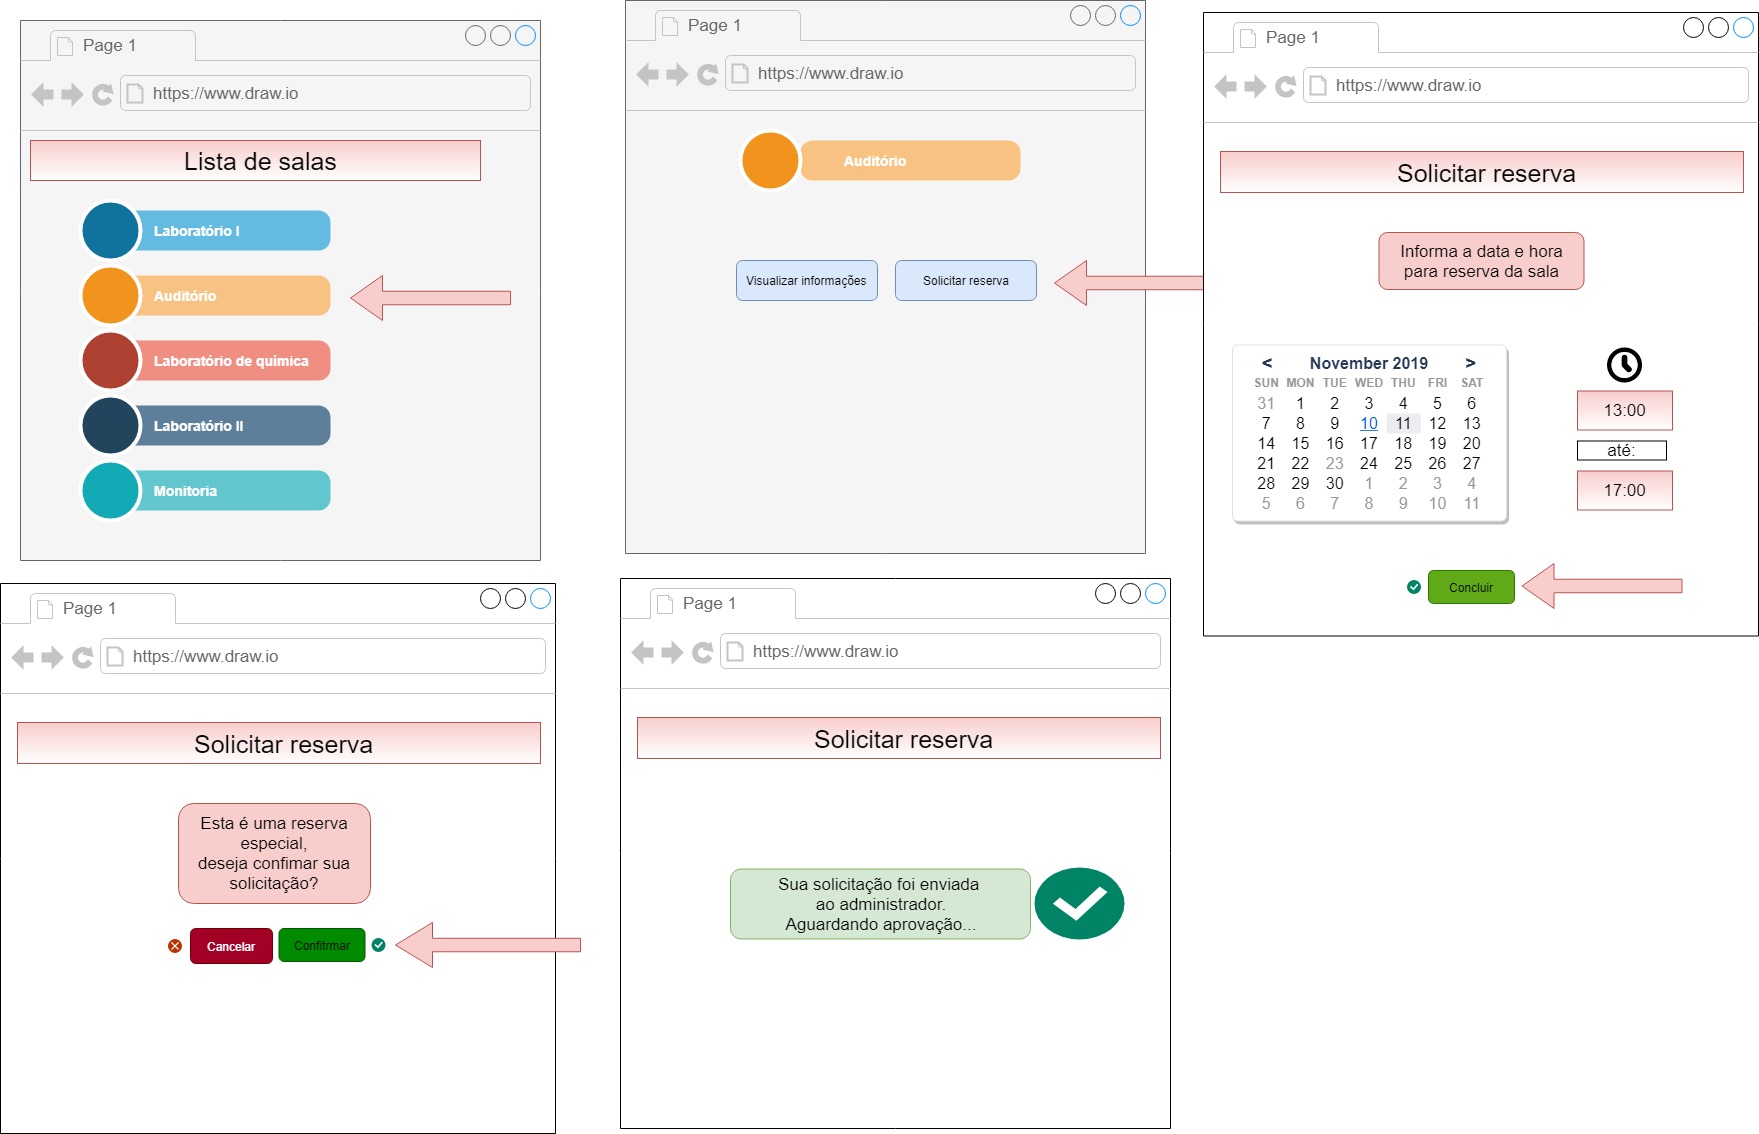 Page 1
https://www.draw.io
Lista de salas
Laboratório I
Auditório
Laboratório de química
Laboratório II
Monitoria
Page 1
https://www.draw.io
Auditório
Visualizar informações
Solicitar reserva
Page 1
https://www.draw.io
Solicitar reserva
Informa a data e hora
para reserva da sala
< November 2019 >
SUN MON TUE WED THU FRI SAT
31 1 2 3 4 5 6
7 8 9 10 11 12 13
14 15 16 17 18 19 20
21 22 23 24 25 26 27
28 29 30 1 2 3 4
5 6 7 8 9 10 11
13:00
até:
17:00
Concluir
Page 1
https://www.draw.io
Solicitar reserva
Esta é uma reserva
especial,
deseja confimar sua
solicitação?
Cancelar
Confitrmar
Page 1
https://www.draw.io
Solicitar reserva
Sua solicitação foi enviada
ao administrador.
Aguardando aprovação...